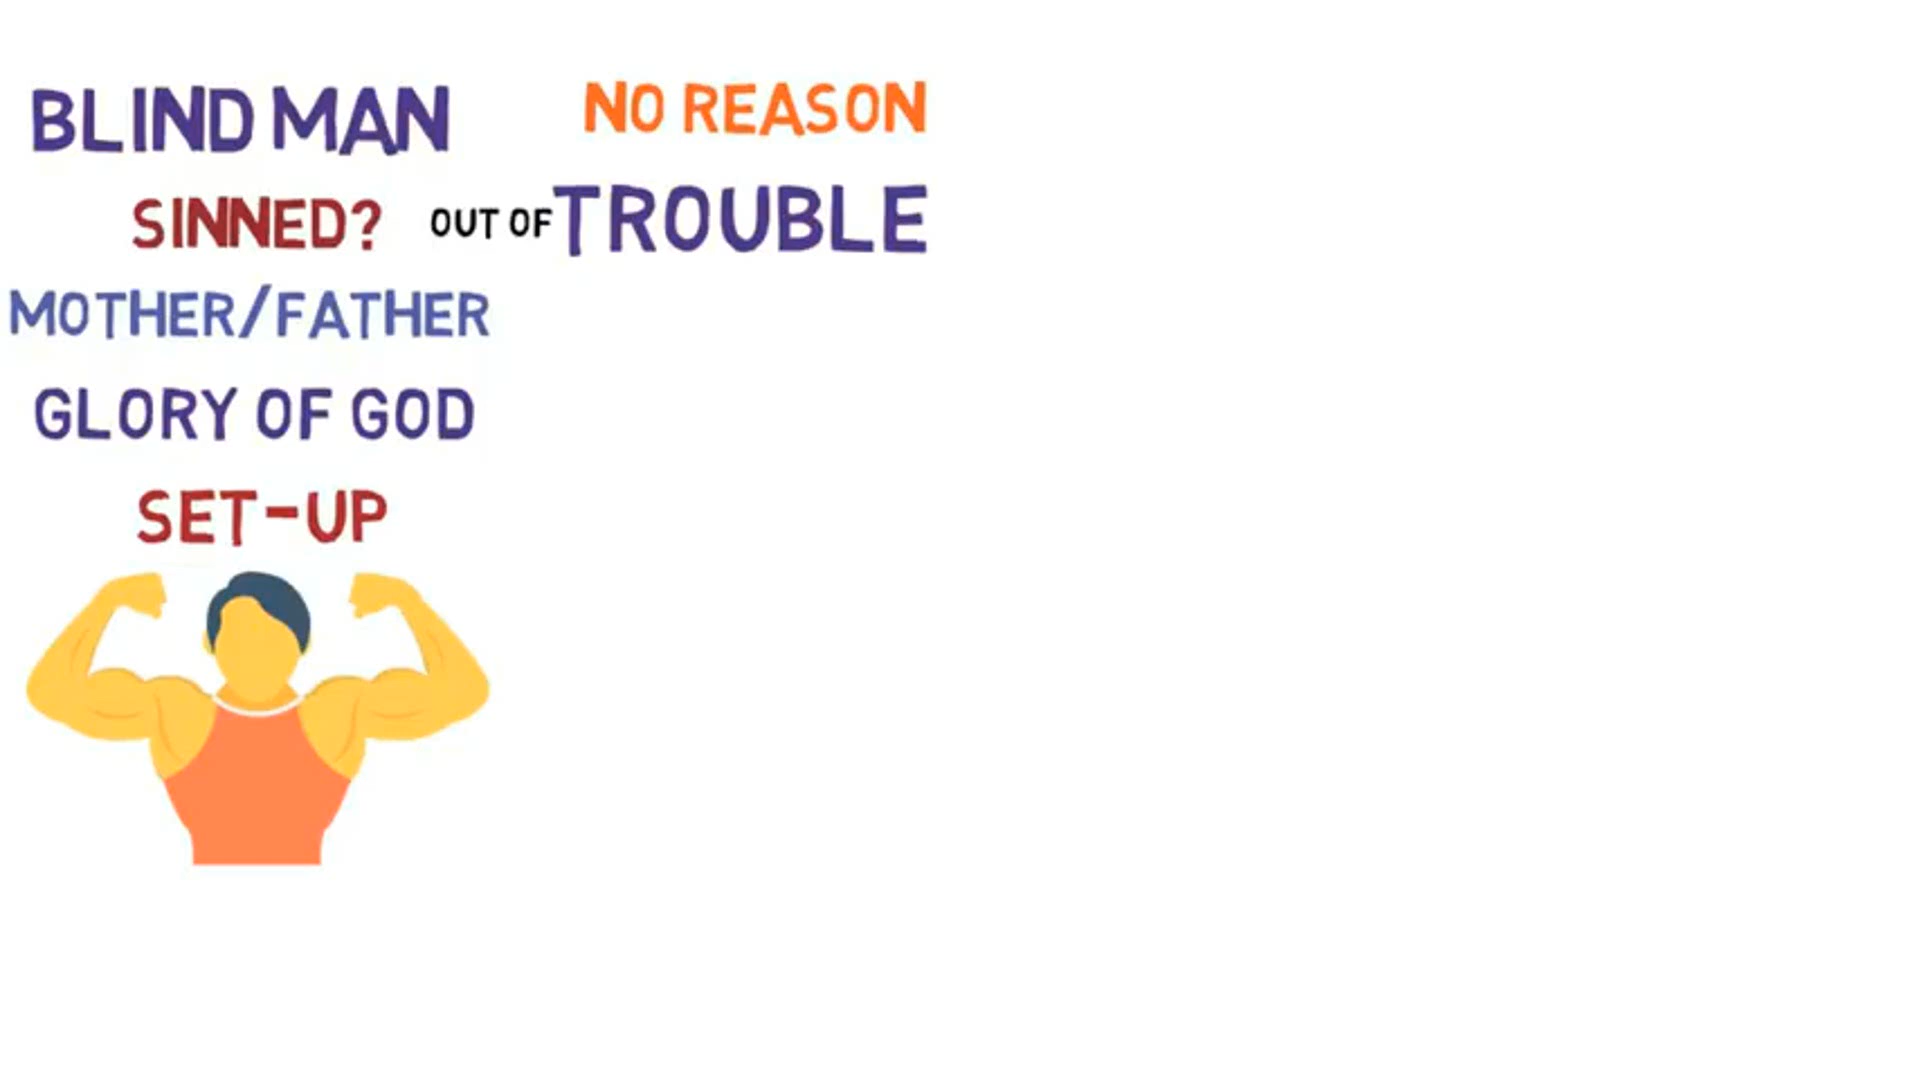 BLIND MAN
SINNED?
MOTHER/FATHER
GLORY OF GOD
SET-UP
NO REASON
OUT OF TROUBLE